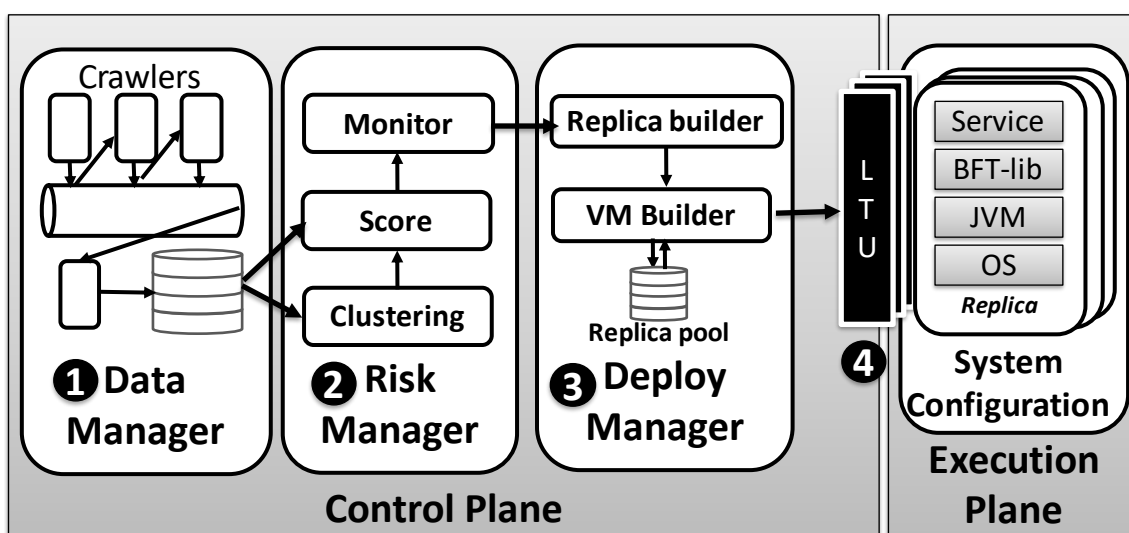 Crawlers
1 Data
Manager
Monitor
Score
Clustering
2 Risk
Manager
Replica builder
VM Builder
Replica pool
3 Deploy
Manager
Control Plane
L
T
U
4
Service
BFT-lib
JVM
OS
Replica
System
Configuration
Execution
Plane